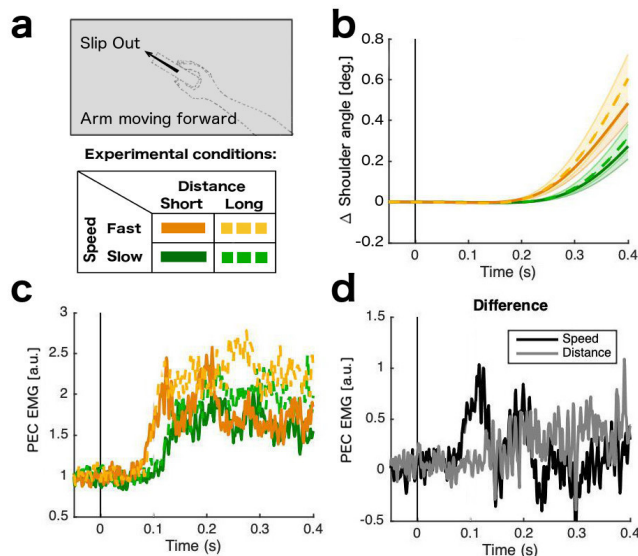 a
Slip Out
Arm moving forward
Experimental conditions:
Distance
Short Long
Speed
Fast
Slow
b
Δ Shoulder angle [deg.]
0.8
0.6
0.4
0.2
0
-0.2
0 0.1 0.2 0.3 0.4
Time (s)
c
PEC EMG [a.u.]
3
2.5
2
1.5
1
0.5
0 0.1 0.2 0.3 0.4
Time (s)
d
Difference
Speed
Distance
PEC EMG [a.u.]
1.5
1
0.5
0
-0.5
0 0.1 0.2 0.3 0.4
Time (s)